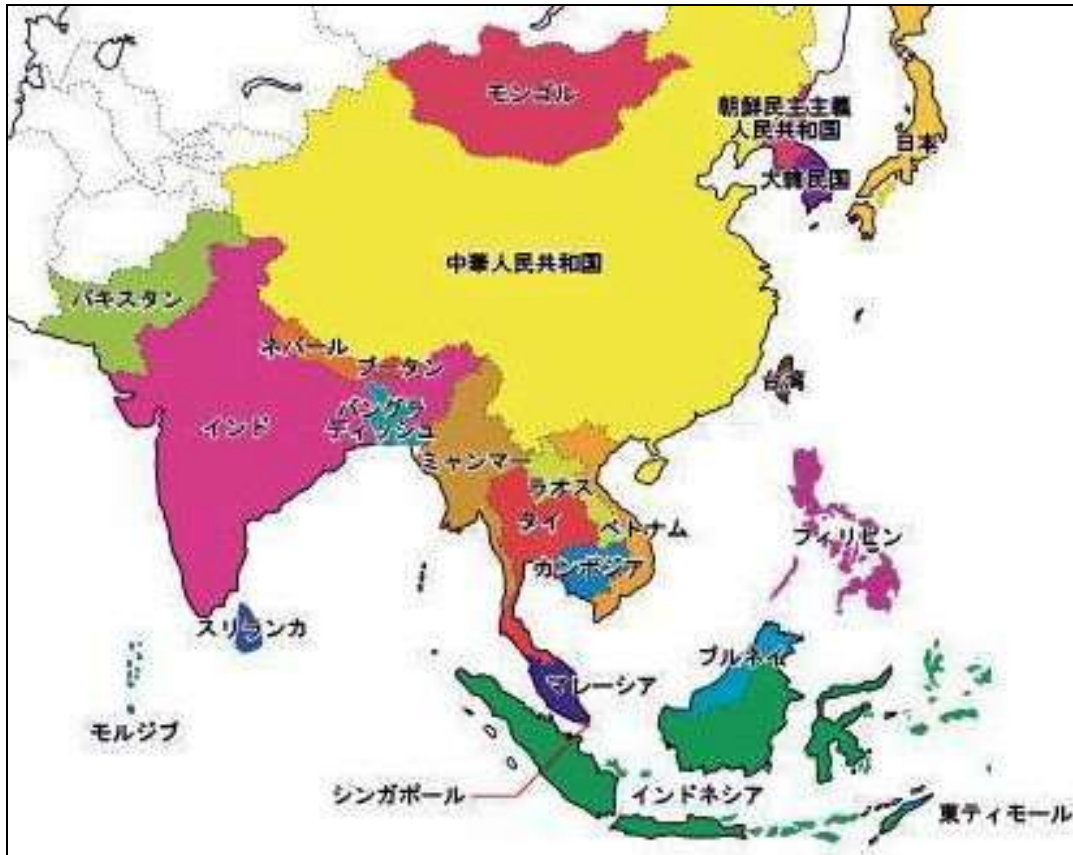 モンゴル
朝鮮民主主義
人民共和国
日本
大韓民国
中華人民共和国
パキスタン
ネパール
ブータン
台湾
インド
バングラ
ディッシュ
ミャンマー
ラオス
タイ
ベトナム
フィリピン
カンボジア
スリランカ
ブルネイ
マレーシア
モルジブ
シンガポール
インドネシア
東ティモール